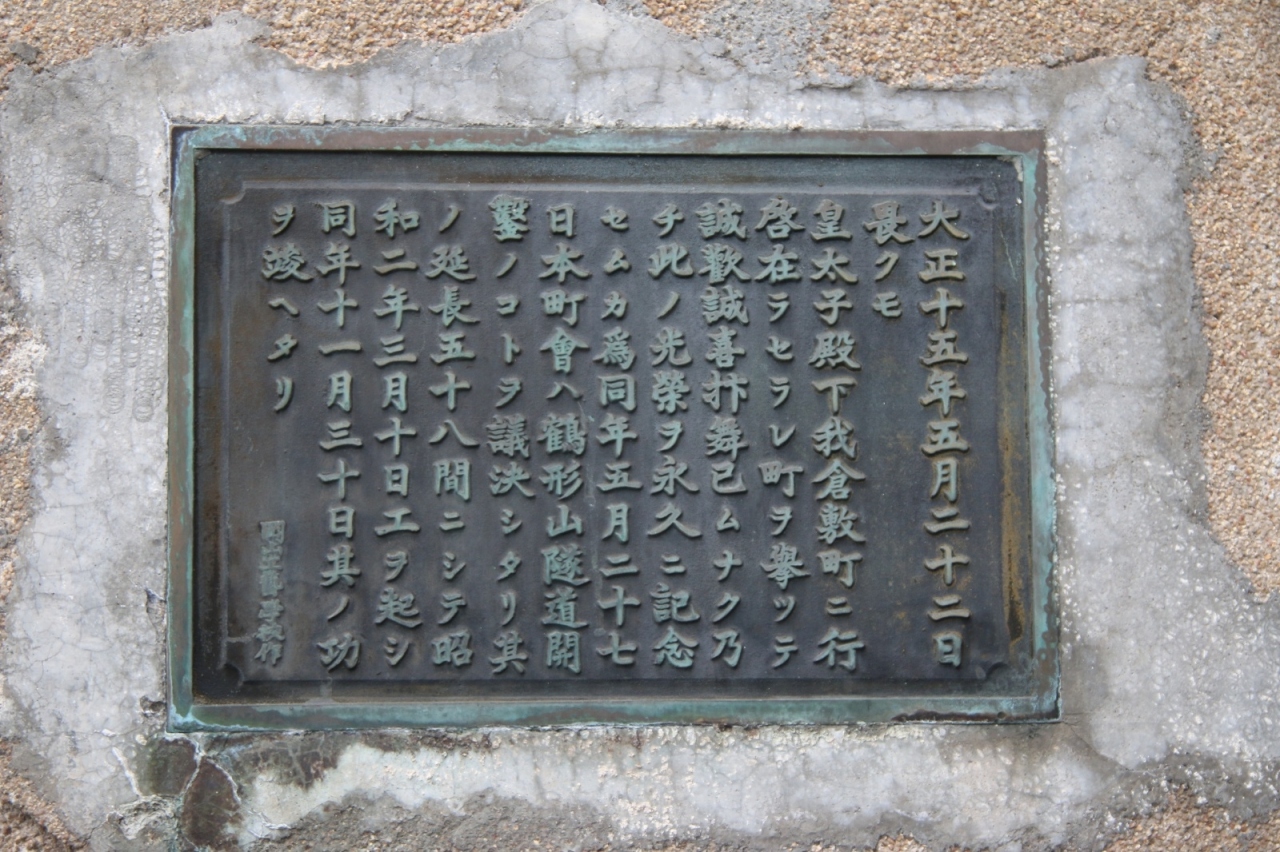 大正十五年五月二十二日
畏クモ
皇太子殿下我倉敷町ニ行
啓在ラセラレ町ヲ擧ツテ
誠歡誠喜抃舞已ムナク乃
チ此ノ光榮ヲ永久ニ記念
セムカ爲同年五月二十七
日本町會ハ鶴形山隧道開
鑿ノコトヲ議決シタリ其
ノ延長五十八間ニシテ昭
和二年三月十日工ヲ起シ
同年十一月三十日其ノ功
ヲ竣ヘタリ